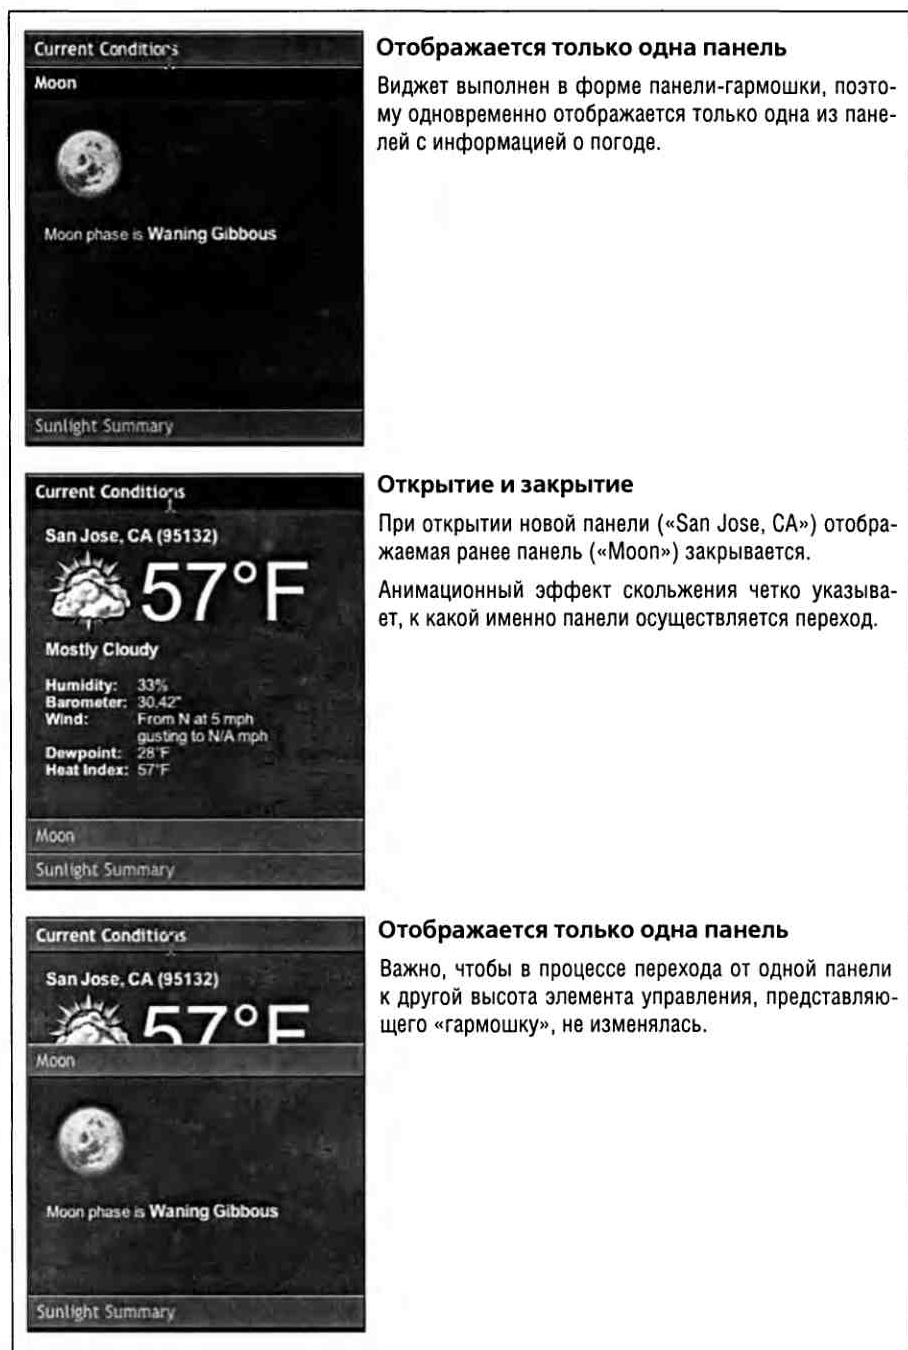 Current Conditions
Moon
Moon phase is Waning Gibbous
Sunlight Summary
Отображается только одна панель
Виджет выполнен в форме панели-гармошки, поэто-
му одновременно отображается только одна из пане-
лей с информацией о погоде.
Current Conditions
San Jose, CA (95132)
57°F
Mostly Cloudy
Humidity: 33%
Barometer: 30.42"
Wind: From N at 5 mph
gusting to N/A mph
Dewpoint: 28°F
Heat Index: 57°F
Moon
Sunlight Summary
Открытие и закрытие
При открытии новой панели («San Jose, CA») отобра-
жаемая ранее панель («Moon») закрывается.
Анимационный эффект скольжения четко указыва-
ет, к какой именно панели осуществляется переход.
Current Conditions
San Jose, CA (95132)
57°F
Moon
Moon phase is Waning Gibbous
Sunlight Summary
Отображается только одна панель
Важно, чтобы в процессе перехода от одной панели
к другой высота элемента управления, представляю-
щего «гармошку», не изменялась.